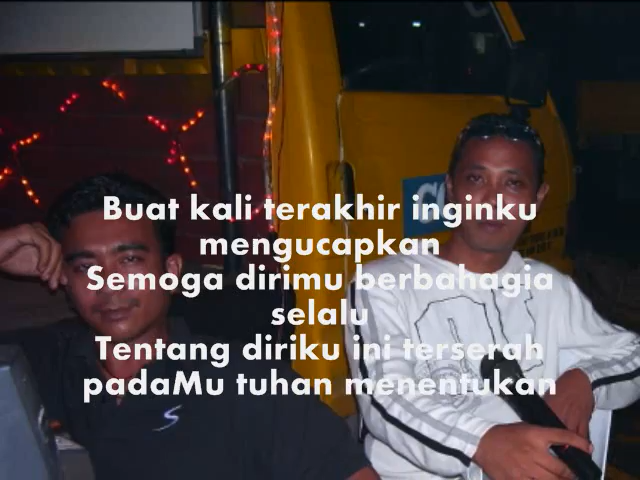 Buat kali terakhir inginku
mengucapkan
Semoga dirimu berbahagia
selalu
Tentang diriku ini terserah
padaMu tuhan menentukan